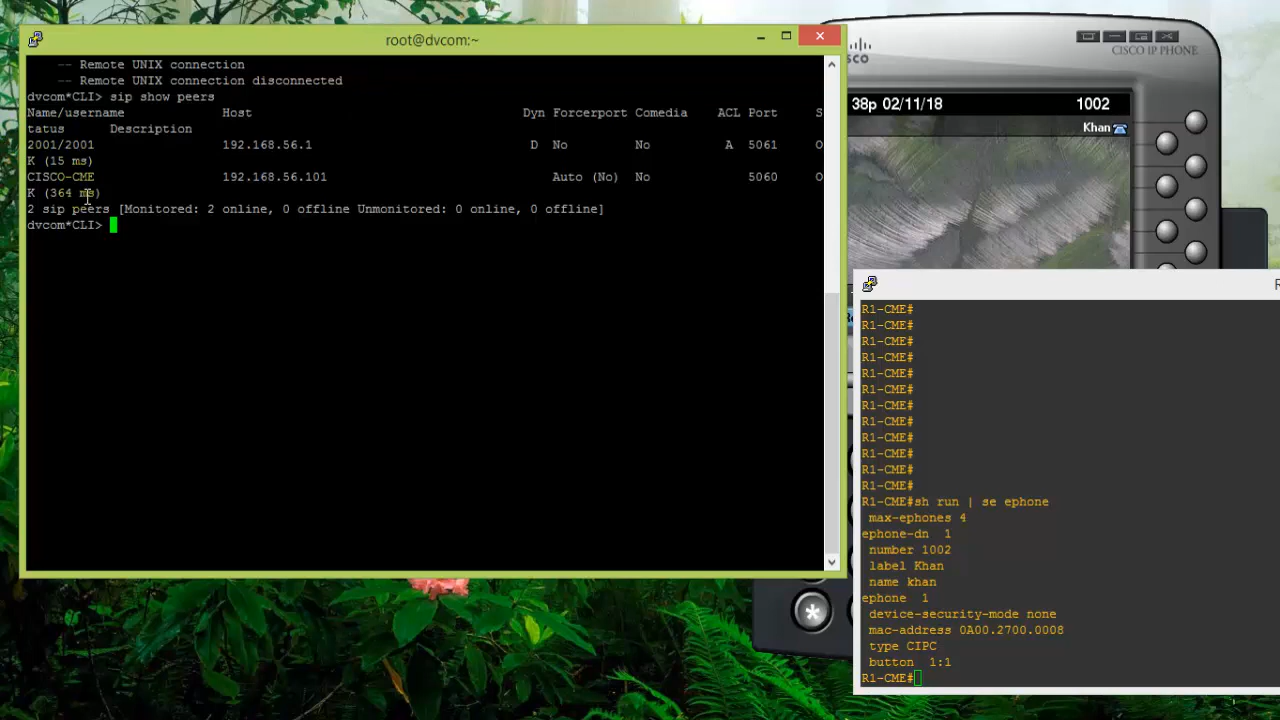 root@dvcom:~
-- Remote UNIX connection
-- Remote UNIX connection disconnected
dvcom*CLI> sip show peers
Name/username Host Dyn Forcerport Comedia ACL Port S
tatus Description
2001/2001 192.168.56.1 D No No A 5061 O
K (15 ms)
CISCO-CME 192.168.56.101 Auto (No) No 5060 O
K (364 ms)
2 sip peers [Monitored: 2 online, 0 offline Unmonitored: 0 online, 0 offline]
dvcom*CLI>
CISCO IP PHONE
38p 02/11/18 1002
Khan
R1-CME#
R1-CME#
R1-CME#
R1-CME#
R1-CME#
R1-CME#
R1-CME#
R1-CME#
R1-CME#
R1-CME#
R1-CME#
R1-CME#
R1-CME#sh run | se ephone
max-ephones 4
ephone-dn 1
number 1002
label Khan
name khan
ephone 1
device-security-mode none
mac-address 0A00.2700.0008
type CIPC
button 1:1
R1-CME#
*